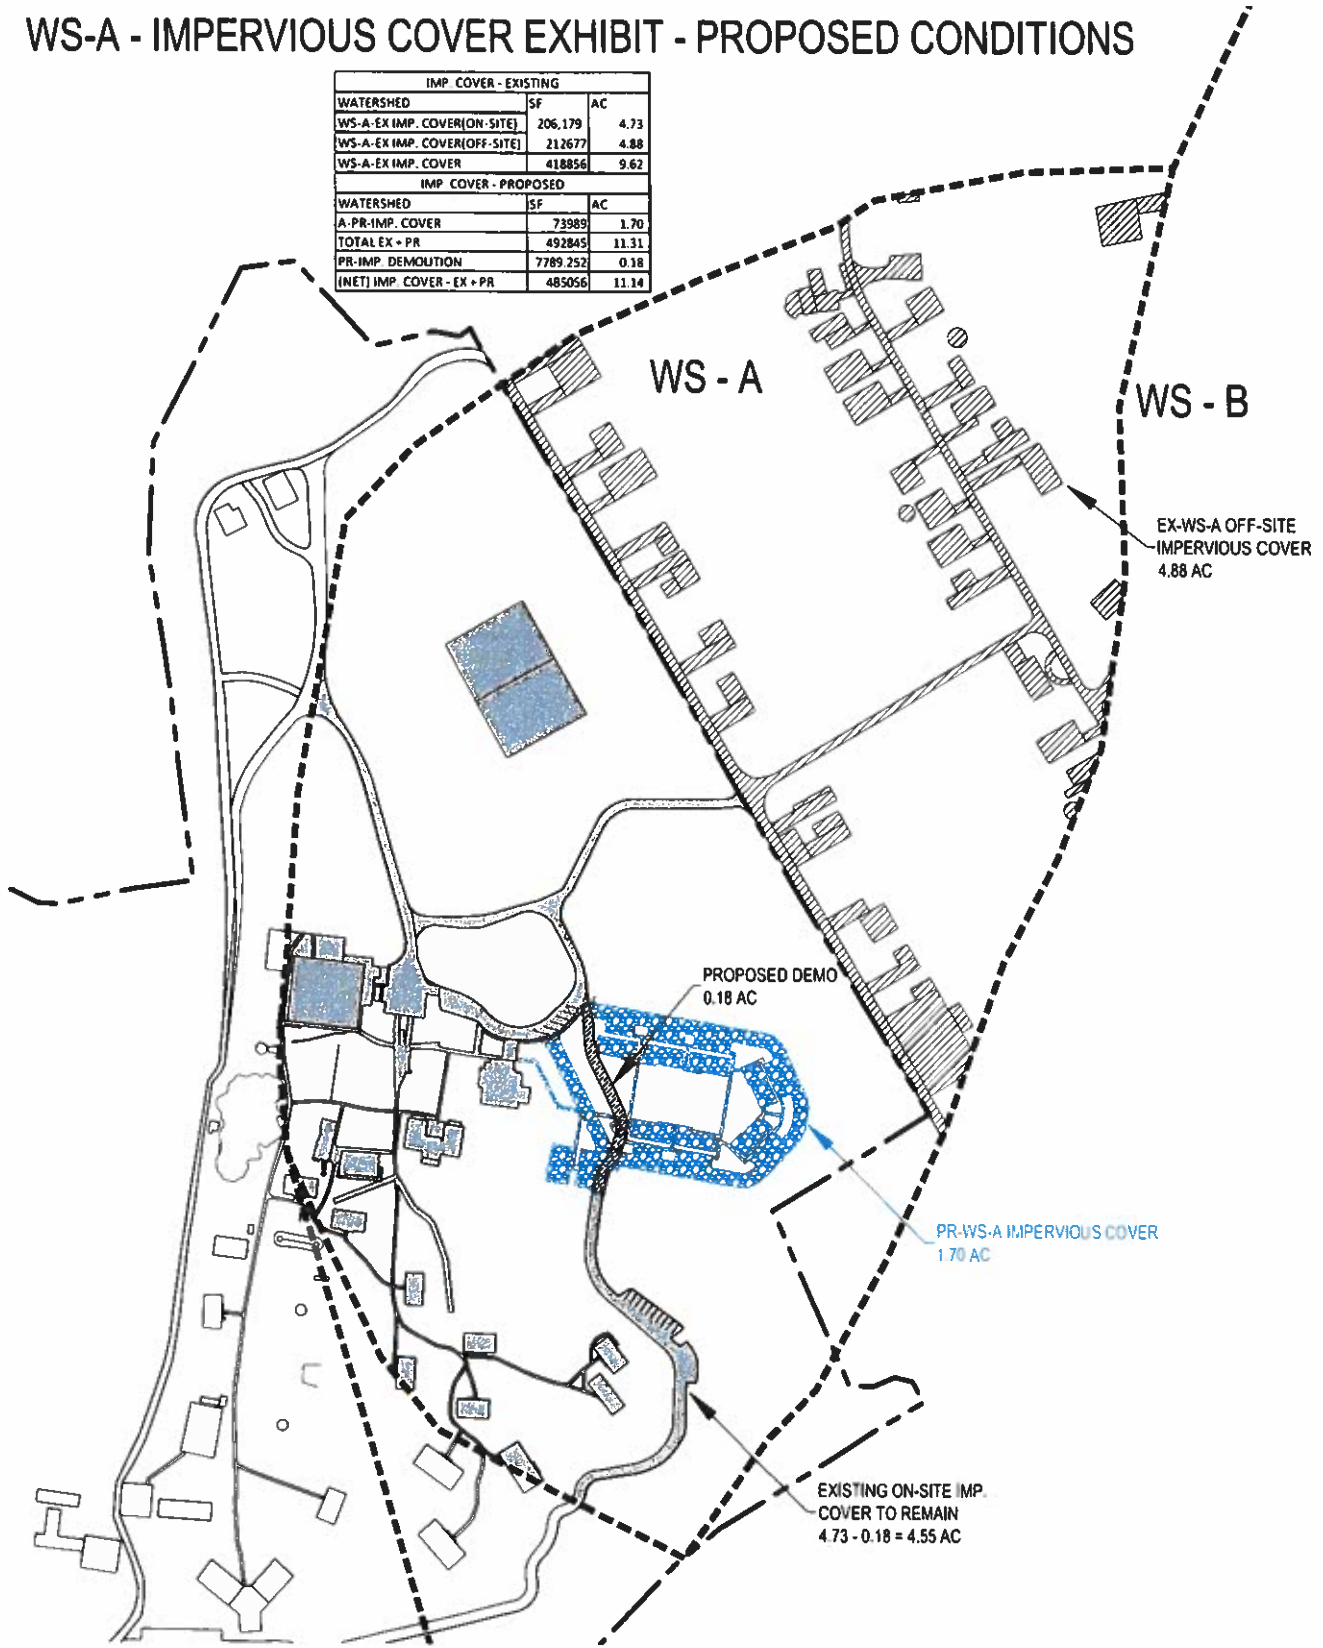 WS-A - IMPERVIOUS COVER EXHIBIT - PROPOSED CONDITIONS
IMP. COVER - EXISTING
WATERSHED SF AC
WS-A-EX IMP. COVER(ON-SITE) 206,179 4.73
WS-A-EX IMP. COVER(OFF-SITE) 212677 4.88
WS-A-EX IMP. COVER 418856 9.62
IMP COVER - PROPOSED
WATERSHED SF AC
A-PR-IMP. COVER 73989 1.70
TOTAL EX + PR 492845 11.31
PR-IMP. DEMOLITION 7789.252 0.18
(NET) IMP. COVER - EX + PR 485056 11.14
WS - A
WS - B
EX-WS-A OFF-SITE
IMPERVIOUS COVER
4.88 AC
PROPOSED DEMO
0.18 AC
PR-WS-A IMPERVIOUS COVER
1.70 AC
EXISTING ON-SITE IMP.
COVER TO REMAIN
4.73 - 0.18 = 4.55 AC